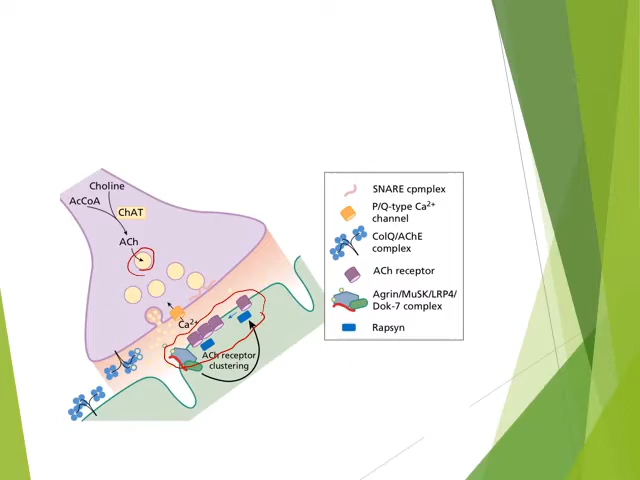 Choline
AcCoA
ChAT
ACh
Ca2+
ACh receptor
clustering
SNARE cpmplex
P/Q-type Ca2+
channel
ColQ/AChE
complex
ACh receptor
Agrin/MuSK/LRP4/
Dok-7 complex
Rapsyn